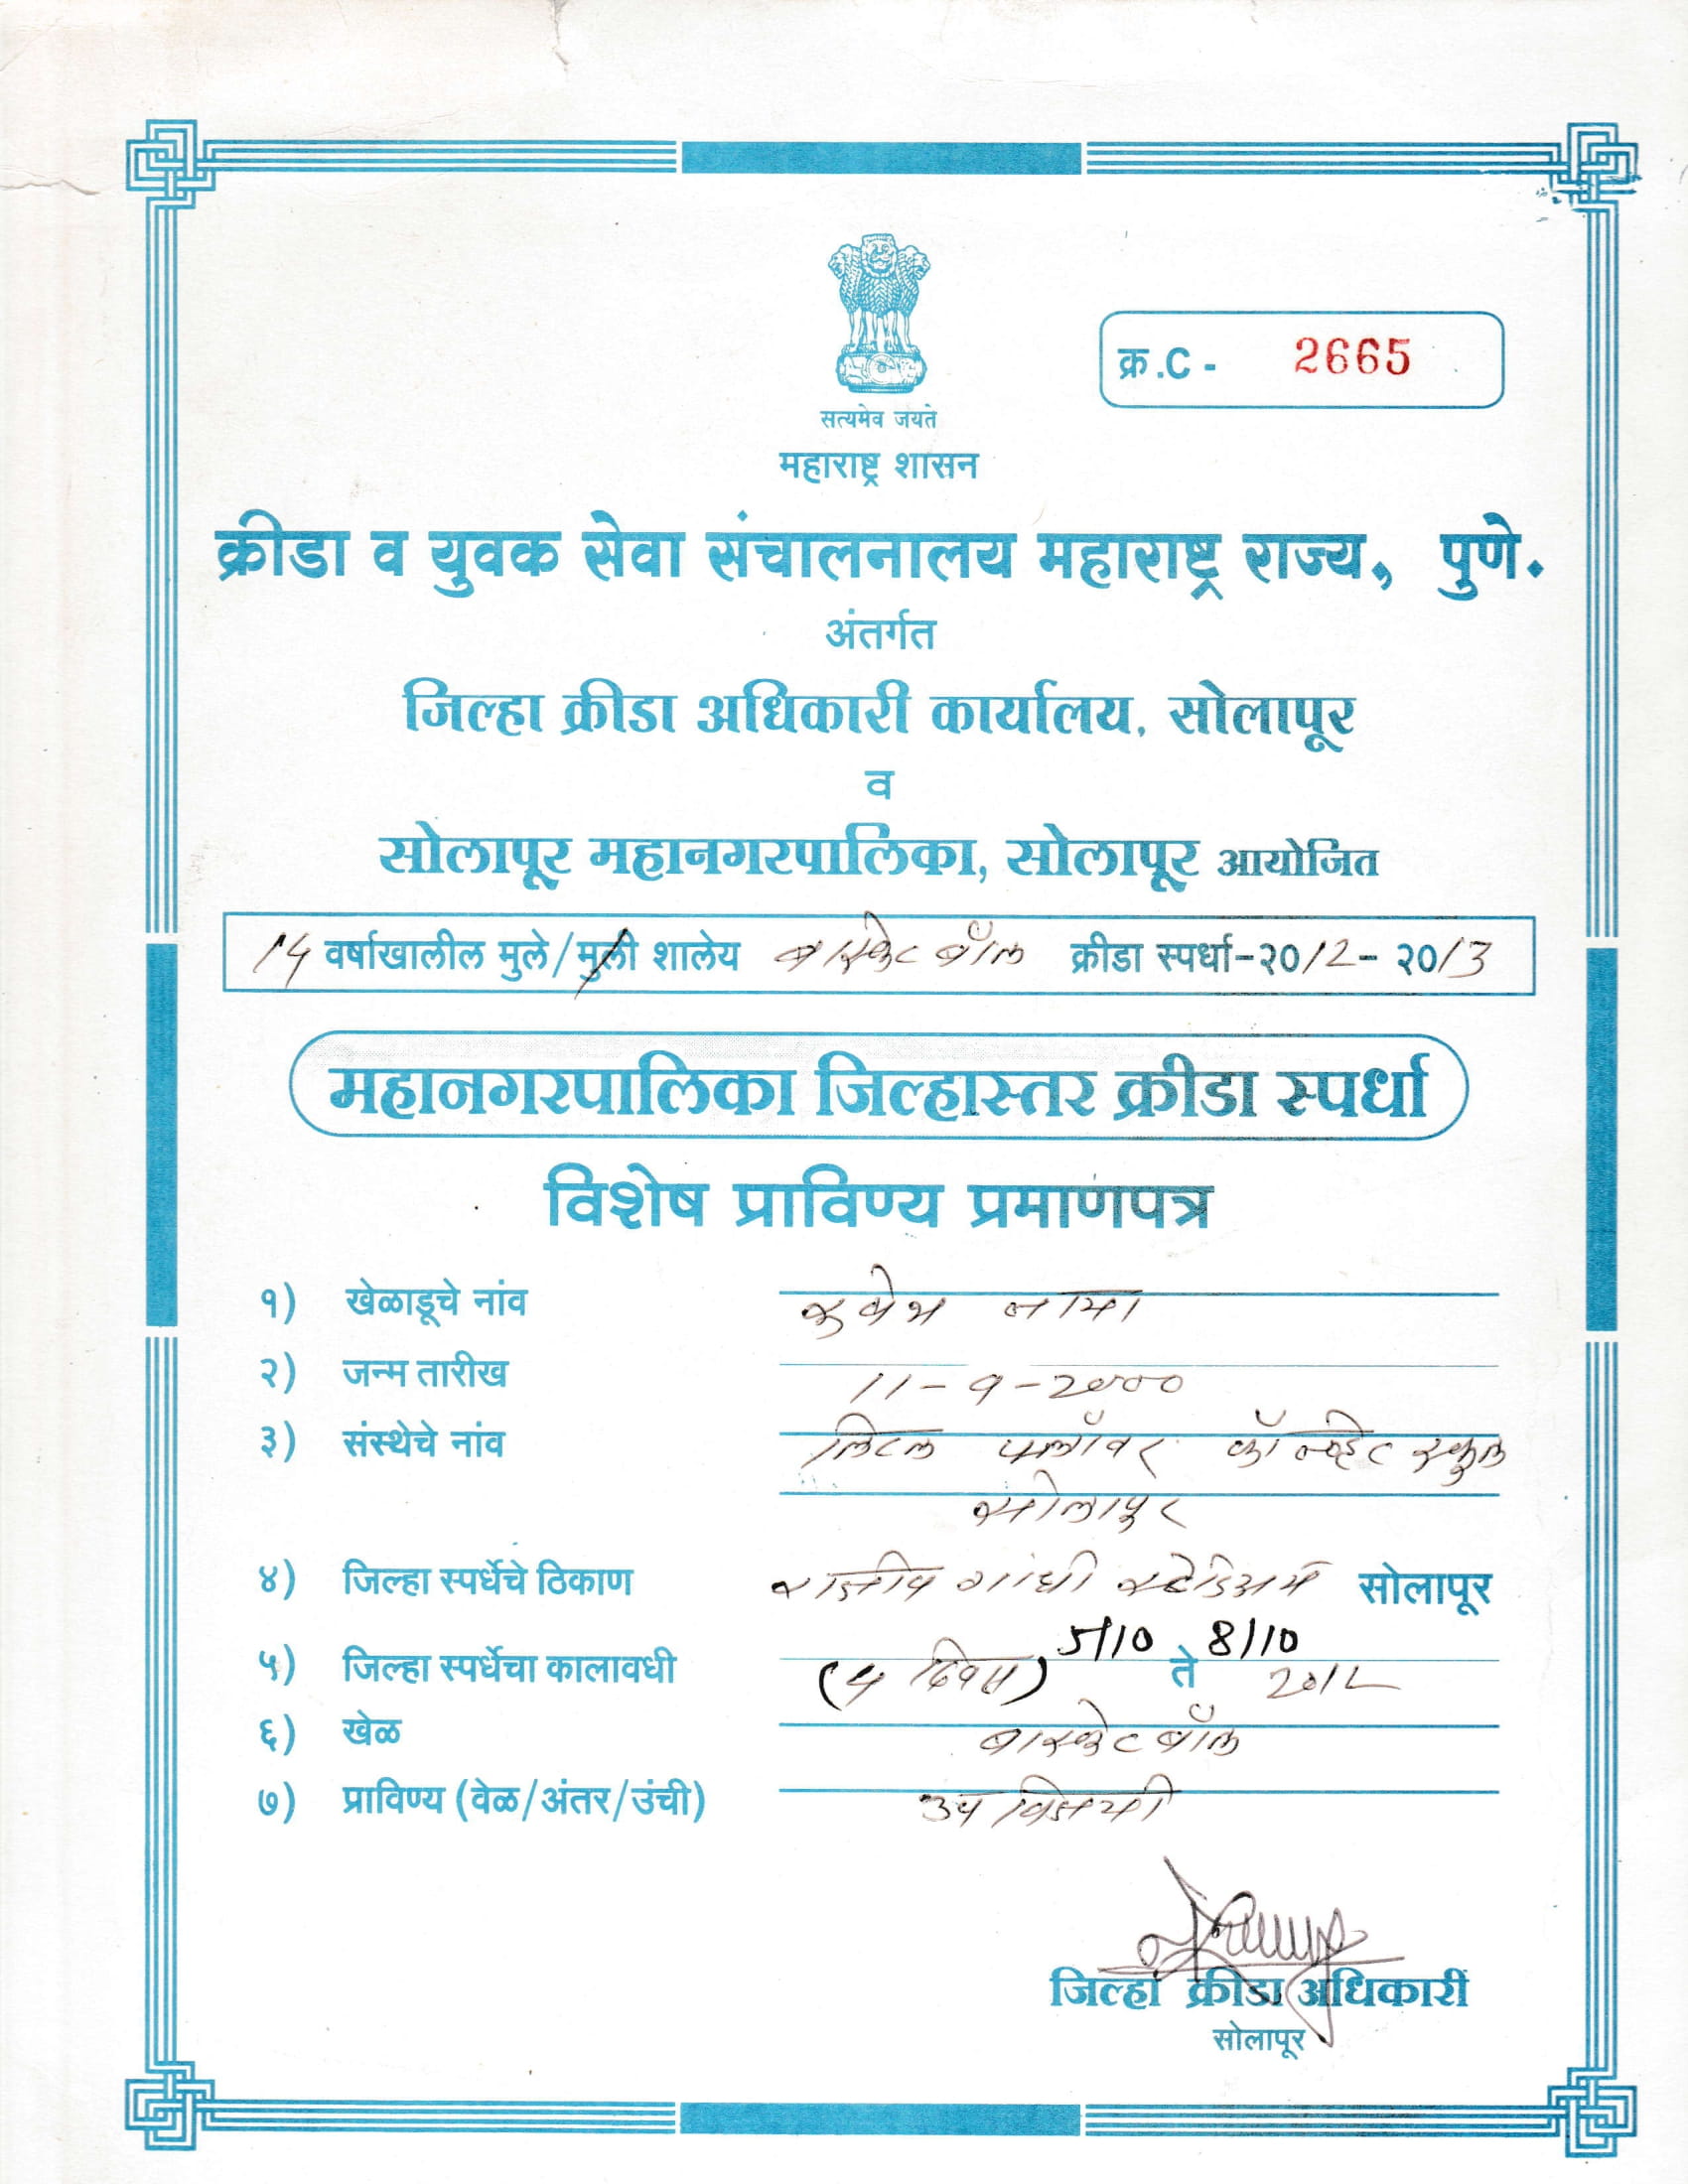 क्र.C - 2665
सत्यमेव जयते
महाराष्ट्र शासन
क्रीडा व युवक सेवा संचालनालय महाराष्ट्र राज्य, पुणे.
अंतर्गत
जिल्हा क्रीडा अधिकारी कार्यालय, सोलापूर
व
सोलापूर महानगरपालिका, सोलापूर आयोजित
14 वर्षाखालील मुले/मुली शालेय बास्केटबॉल क्रीडा स्पर्धा-२०12- २०13
महानगरपालिका जिल्हास्तर क्रीडा स्पर्धा
विशेष प्राविण्य प्रमाणपत्र
१) खेळाडूचे नांव
२) जन्म तारीख 11-9-2000
३) संस्थेचे नांव लिटल फ्लॉवर कॉन्व्हेंट स्कुल
सोलापुर
४) जिल्हा स्पर्धेचे ठिकाण राजीव गांधी स्टेडिअम सोलापूर
५) जिल्हा स्पर्धेचा कालावधी (4 दिवस) 5/10 ते 8/10 2012
६) खेळ बास्केटबॉल
७) प्राविण्य (वेळ/अंतर/उंची) उपविजयी
जिल्हा क्रीडा अधिकारी
सोलापूर